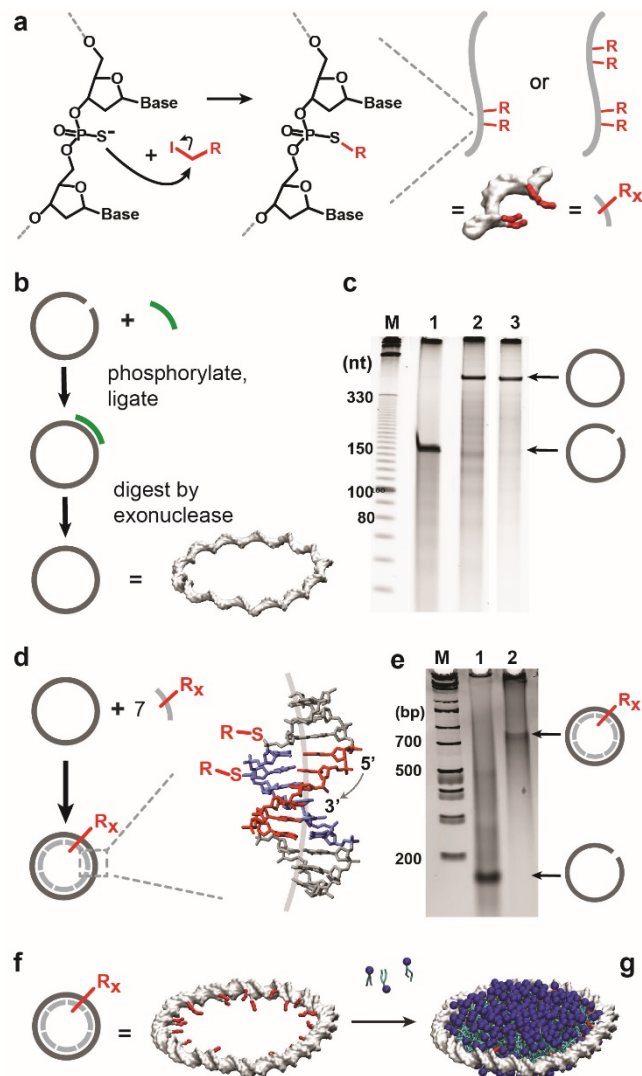 a
O
O
Base
O
O=P-S-
O
O
Base
O
+
I
R
O
O
Base
O
O=P-S
R
O
O
Base
O
R
R
or
R
R
R
R
=
=
Rx
b
+
phosphorylate,
ligate
digest by
exonuclease
=
c
M 1 2 3
(nt)
330
150
100
80
d
+ 7
Rx
Rx
R-S
R-S
5'
3'
e
M 1 2
(bp)
700
500
200
Rx
f
Rx
=
g